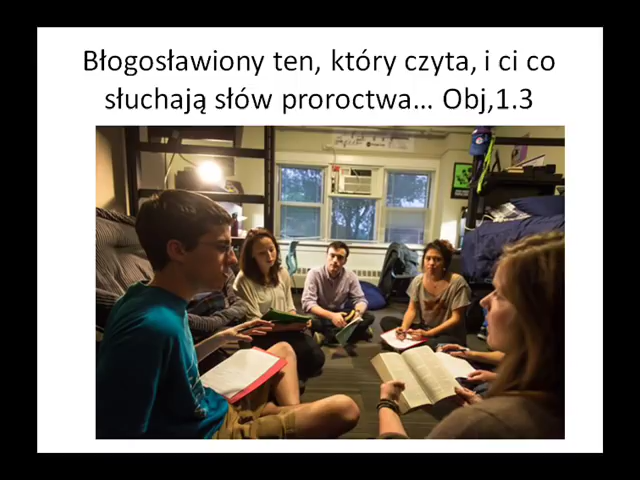 Błogosławiony ten, który czyta, i ci co
słuchają słów proroctwa... Obj,1.3